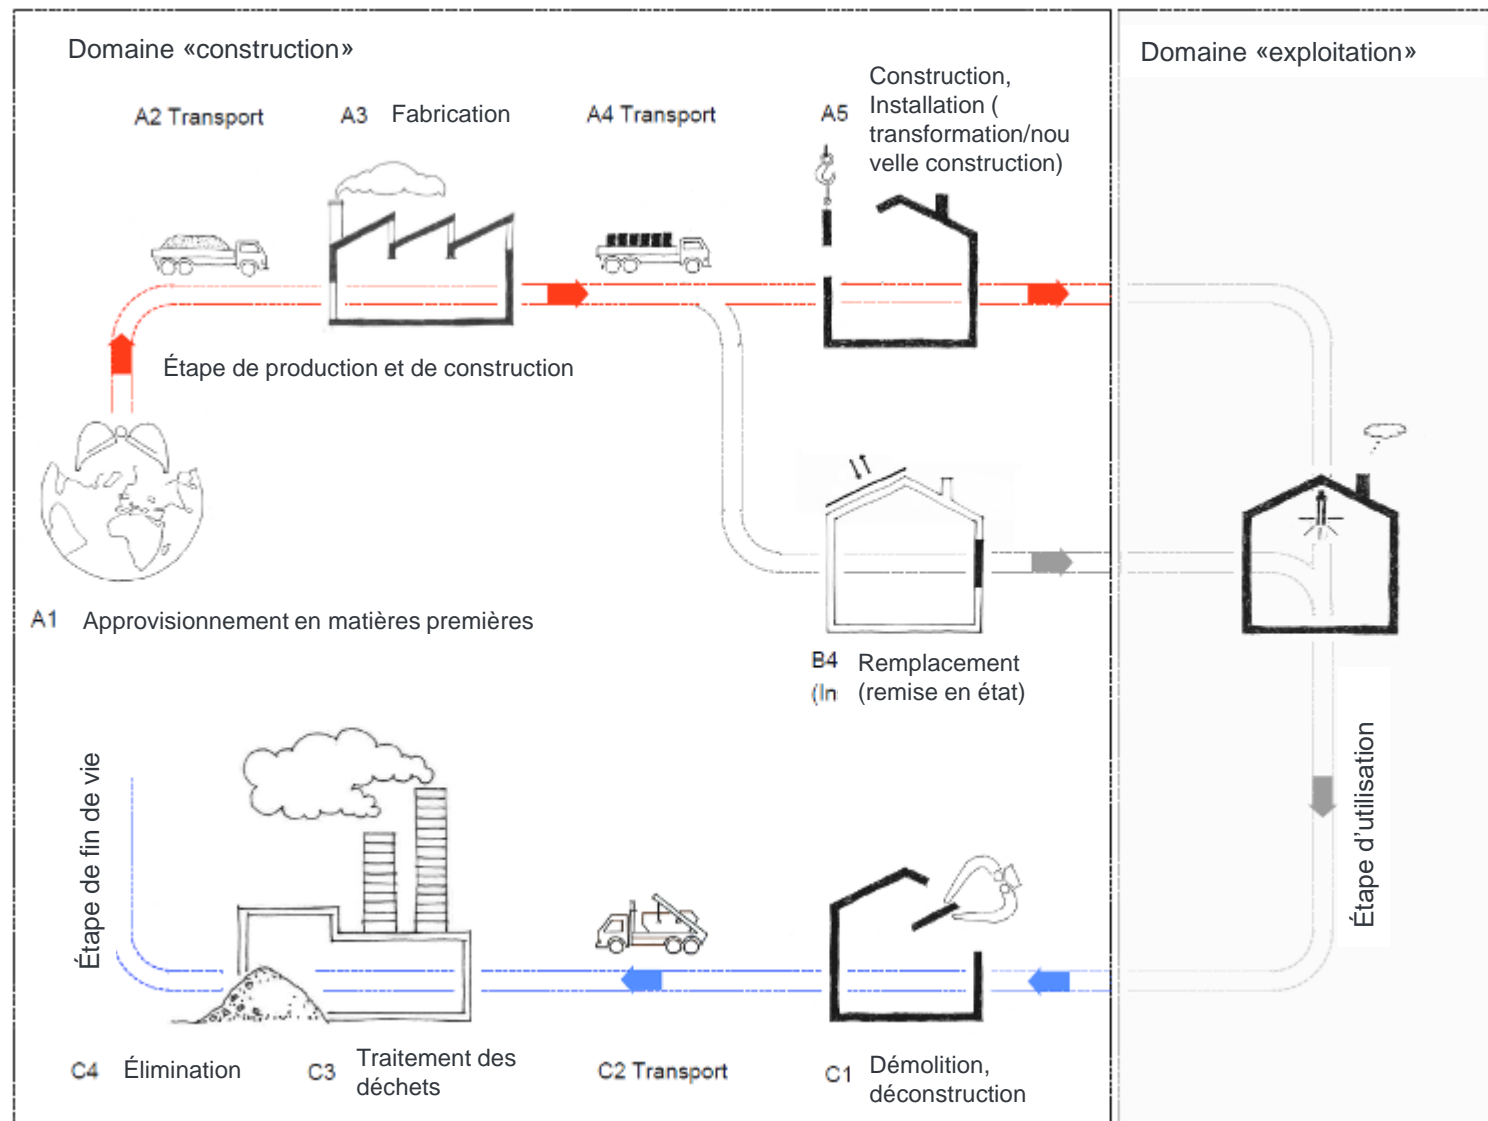 Domaine «construction»
Domaine «exploitation»
A2 Transport
A3 Fabrication
A4 Transport
A5
Construction,
Installation (
transformation/nou
velle construction)
Étape de production et de construction
A1 Approvisionnement en matières premières
B4 Remplacement
(In (remise en état)
Étape de fin de vie
Étape d’utilisation
C4 Élimination
C3 Traitement des
déchets
C2 Transport
C1 Démolition,
déconstruction